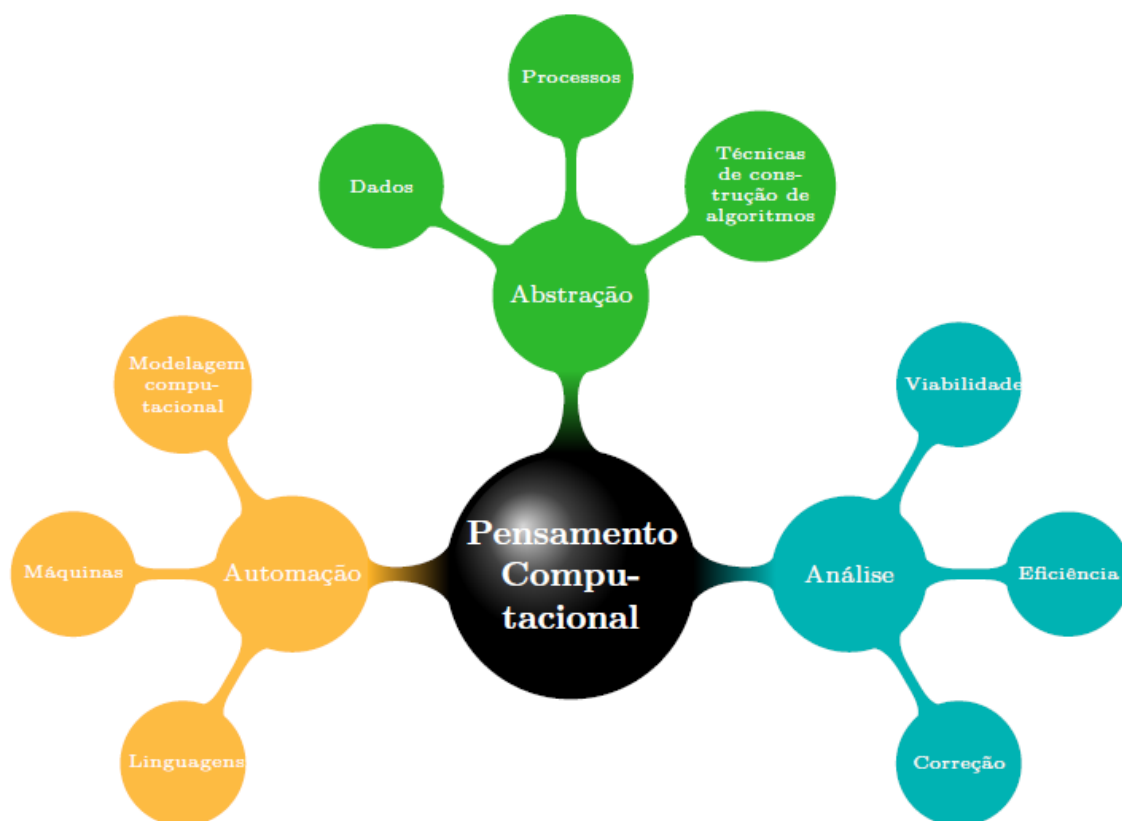 Processos
Técnicas
de cons-
trução de
algoritmos
Dados
Abstração
Modelagem
compu-
tacional
Viabilidade
Pensamento
Compu-
tacional
Máquinas
Automação
Análise
Eficiência
Linguagens
Correção